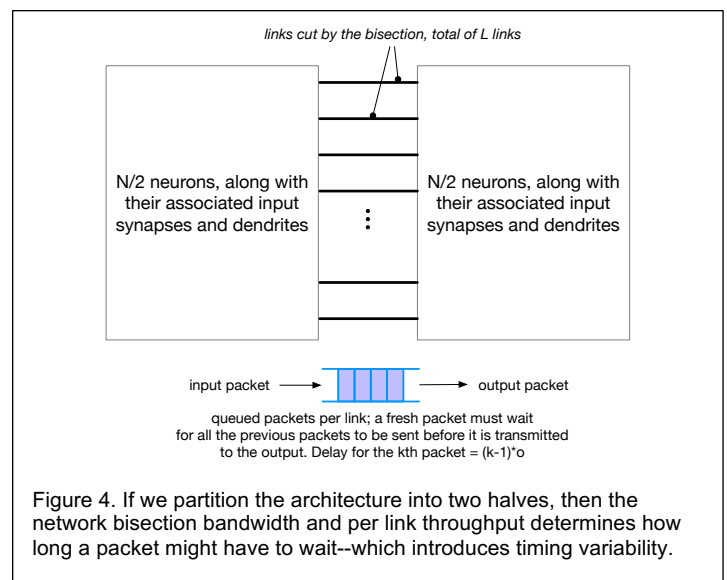 links cut by the bisection, total of L links
N/2 neurons, along with
their associated input
synapses and dendrites
N/2 neurons, along with
their associated input
synapses and dendrites
input packet
output packet
queued packets per link; a fresh packet must wait
for all the previous packets to be sent before it is transmitted
to the output. Delay for the kth packet = (k-1)*o
Figure 4. If we partition the architecture into two halves, then the
network bisection bandwidth and per link throughput determines how
long a packet might have to wait--which introduces timing variability.